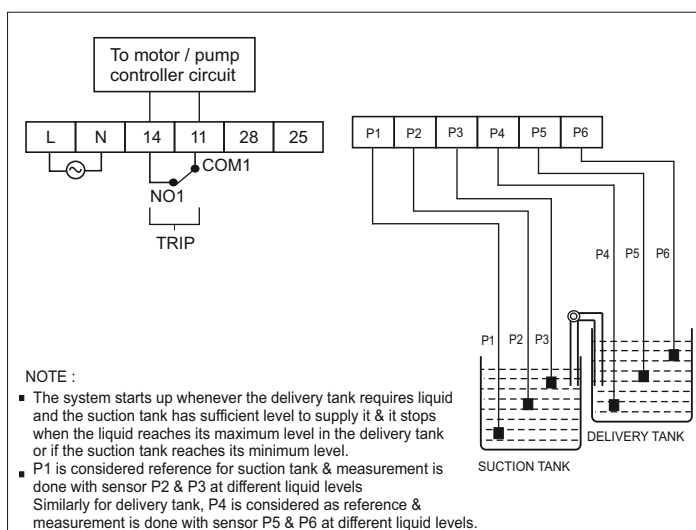 To motor / pump
controller circuit
L N 14 11 28 25
COM1
NO1
TRIP
P1 P2 P3 P4 P5 P6
P4 P5 P6
P1 P2 P3
SUCTION TANK
DELIVERY TANK
NOTE :
▪ The system starts up whenever the delivery tank requires liquid
and the suction tank has sufficient level to supply it & it stops
when the liquid reaches its maximum level in the delivery tank
or if the suction tank reaches its minimum level.
▪ P1 is considered reference for suction tank & measurement is
done with sensor P2 & P3 at different liquid levels
Similarly for delivery tank, P4 is considered as reference &
measurement is done with sensor P5 & P6 at different liquid levels.